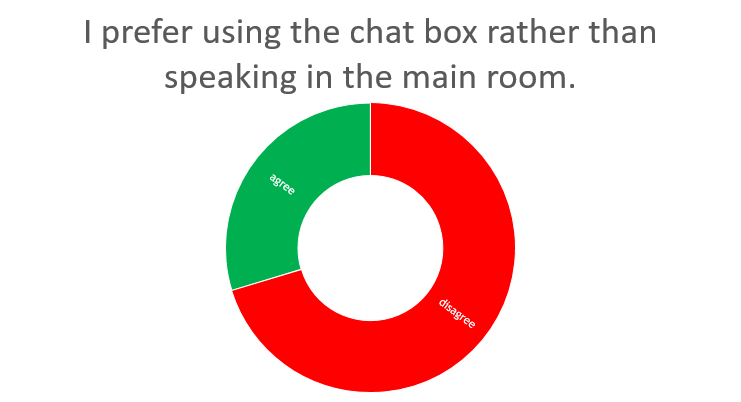 I prefer using the chat box rather than
speaking in the main room.
agree
disagree